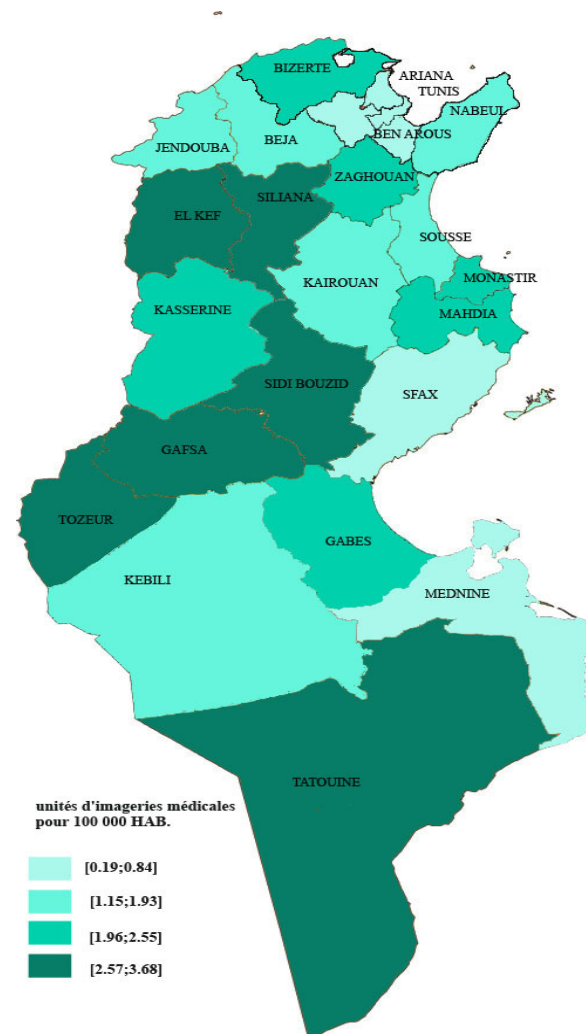 BIZERTE
ARIANA
TUNIS
NABEUL
JENDOUBA
BEJA
BEN AROUS
ZAGHOUAN
SILIANA
EL KEF
SOUSSE
MONASTIR
KAIROUAN
KASSERINE
MAHDIA
SIDI BOUZID
SFAX
GAFSA
TOZEUR
GABES
KEBILI
MEDNINE
TATOUINE
unités d'imageries médicales
pour 100 000 HAB.
[0.19;0.84]
[1.15;1.93]
[1.96;2.55]
[2.57;3.68]